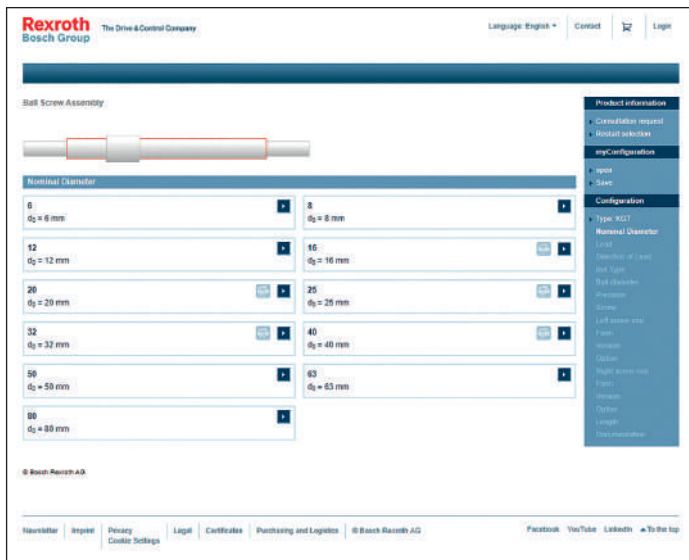 Rexroth
Bosch Group
The Drive & Control Company
Language: English
Contact
Login
Ball Screw Assembly
Nominal Diameter
6
d₀ = 6 mm
8
d₀ = 8 mm
12
d₀ = 12 mm
16
d₀ = 16 mm
20
d₀ = 20 mm
25
d₀ = 25 mm
32
d₀ = 32 mm
40
d₀ = 40 mm
50
d₀ = 50 mm
63
d₀ = 63 mm
80
d₀ = 80 mm
Product information
Consultation request
Restart selection
myConfiguration
open
Save
Configuration
Type: KGT
Nominal Diameter
Lead
Direction of Lead
Nut Type
Ball diameter
Precision
Screw
Left screw end
Form
Version
Option
Right screw end
Form
Version
Option
Length
Documentation
© Bosch Rexroth AG
Newsletter
Imprint
Privacy
Cookie Settings
Legal
Certificates
Purchasing and Logistics
© Bosch Rexroth AG
Facebook
YouTube
LinkedIn
To the top